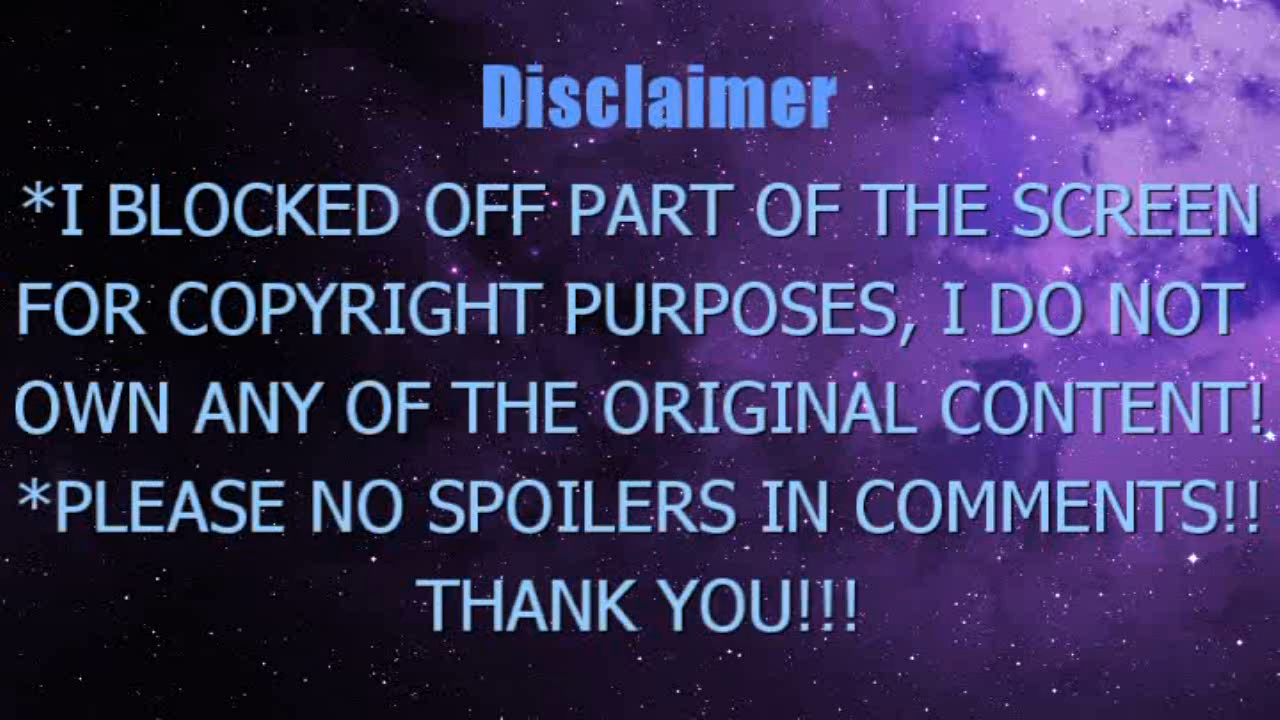 Disclaimer
*I BLOCKED OFF PART OF THE SCREEN
FOR COPYRIGHT PURPOSES, I DO NOT
OWN ANY OF THE ORIGINAL CONTENT!
*PLEASE NO SPOILERS IN COMMENTS!!
THANK YOU!!!